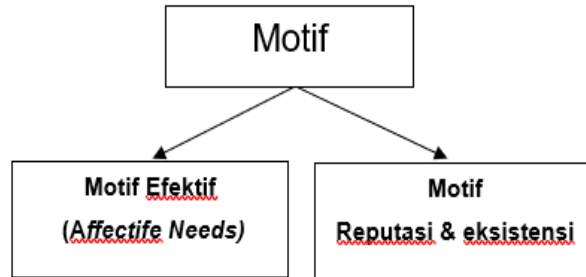 Motif
Motif Efektif
(Affectife Needs)
Motif
Reputasi & eksistensi